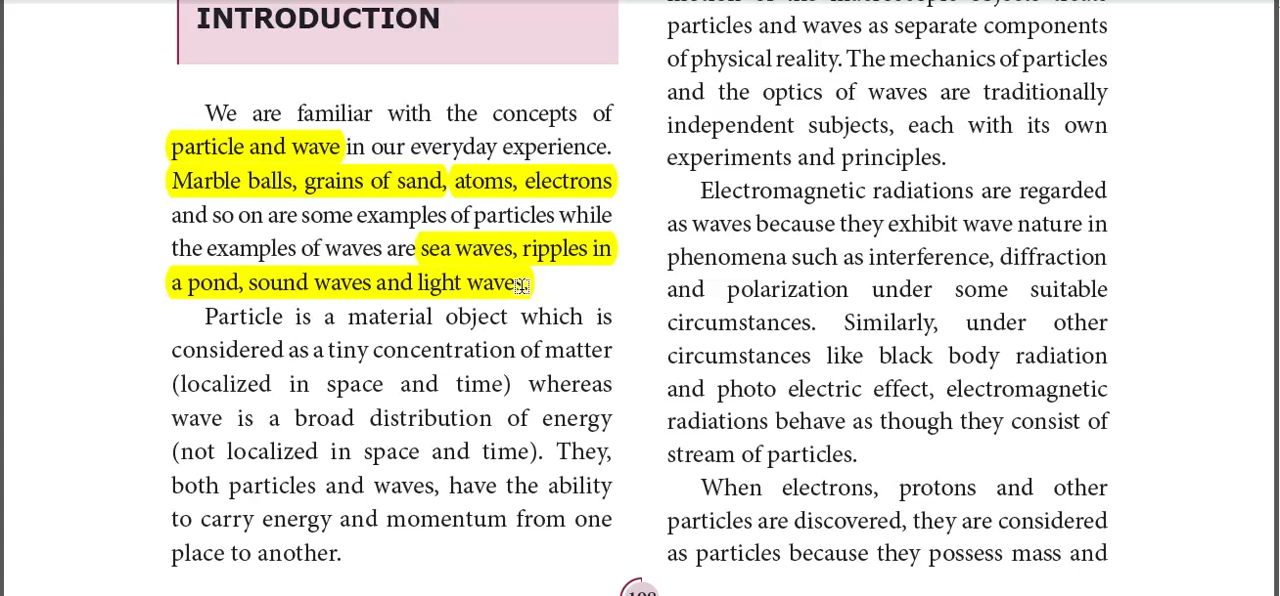 INTRODUCTION
We are familiar with the concepts of
particle and wave in our everyday experience.
Marble balls, grains of sand, atoms, electrons
and so on are some examples of particles while
the examples of waves are sea waves, ripples in
a pond, sound waves and light waves.
Particle is a material object which is
considered as a tiny concentration of matter
(localized in space and time) whereas
wave is a broad distribution of energy
(not localized in space and time). They,
both particles and waves, have the ability
to carry energy and momentum from one
place to another.
particles and waves as separate components
of physical reality. The mechanics of particles
and the optics of waves are traditionally
independent subjects, each with its own
experiments and principles.
Electromagnetic radiations are regarded
as waves because they exhibit wave nature in
phenomena such as interference, diffraction
and polarization under some suitable
circumstances. Similarly, under other
circumstances like black body radiation
and photo electric effect, electromagnetic
radiations behave as though they consist of
stream of particles.
When electrons, protons and other
particles are discovered, they are considered
as particles because they possess mass and